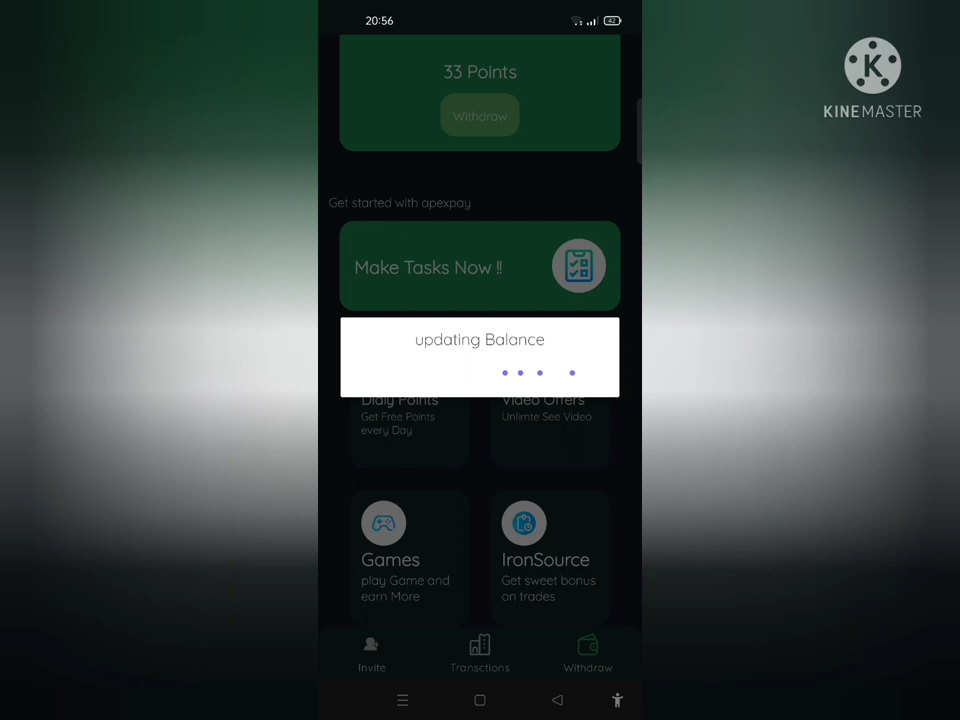 20:56
42
33 Points
Withdraw
Get started with apexpay
Make Tasks Now !!
updating Balance
Dialy Points
Get Free Points
every Day
Video Offers
Unlimte See Video
Games
play Game and
earn More
IronSource
Get sweet bonus
on trades
Invite
Transctions
Withdraw
K
KINEMASTER